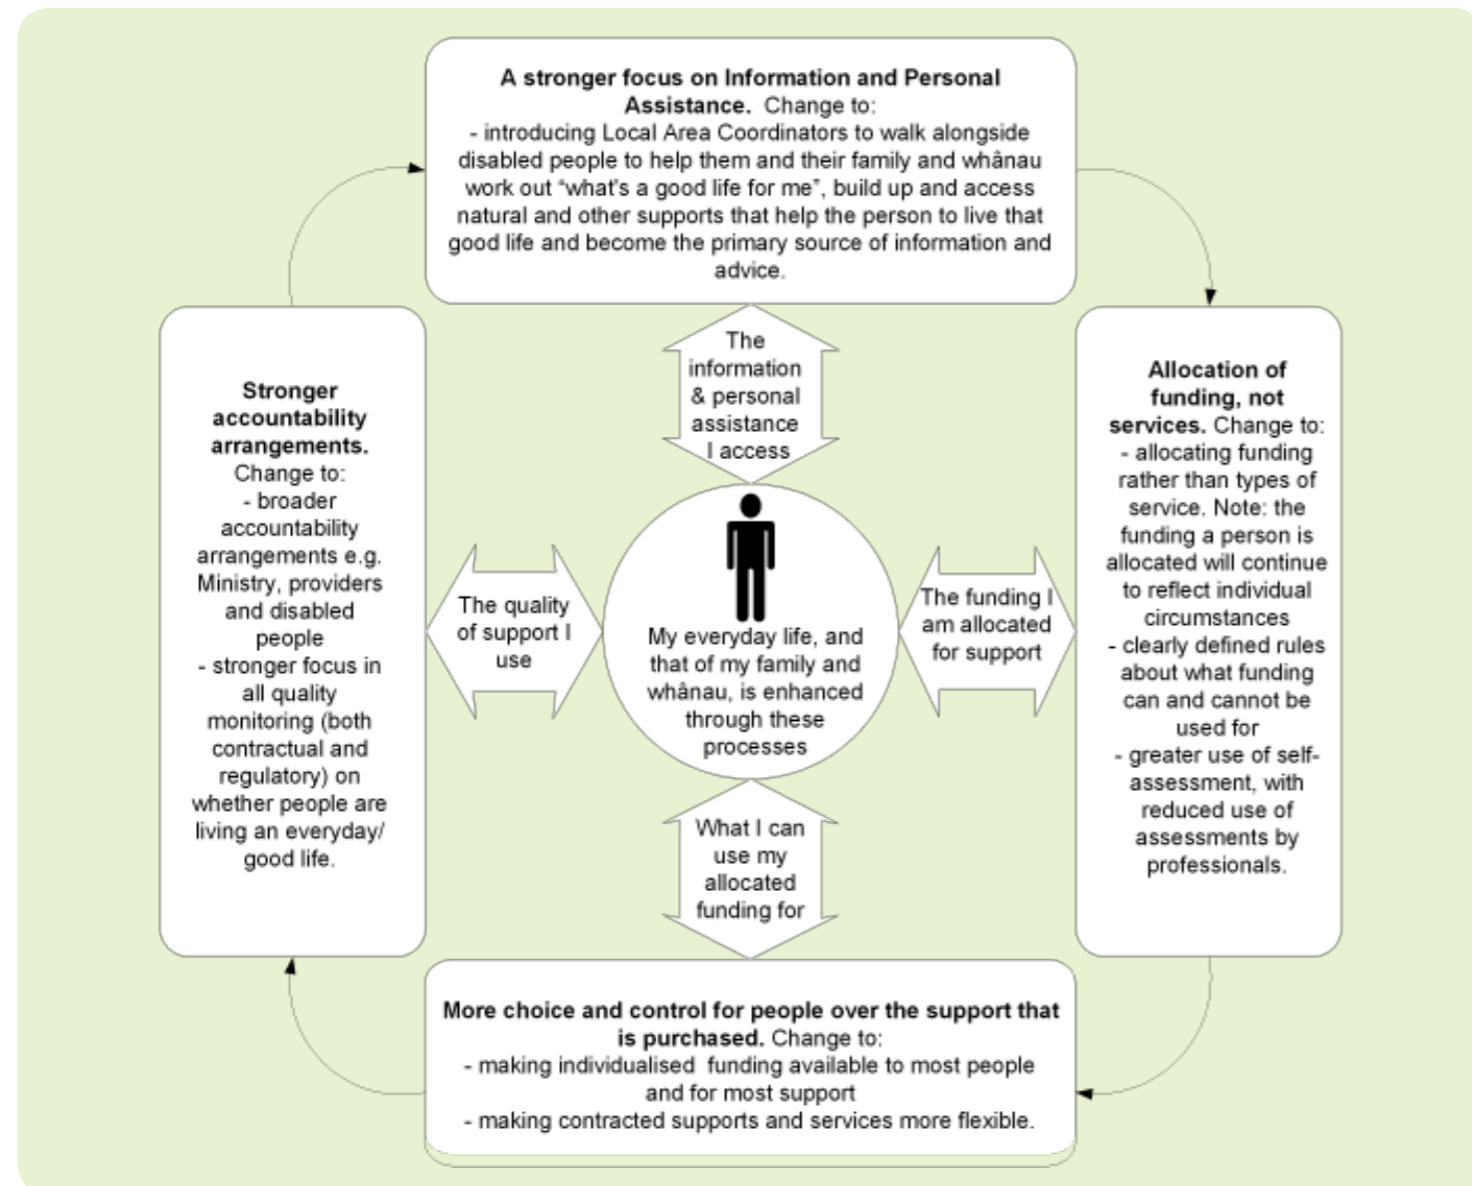 A stronger focus on Information and Personal
Assistance. Change to:
- introducing Local Area Coordinators to walk alongside
disabled people to help them and their family and whânau
work out “what's a good life for me”, build up and access
natural and other supports that help the person to live that
good life and become the primary source of information and
advice.
The
information
& personal
assistance
I access
Stronger
accountability
arrangements.
Change to:
- broader
accountability
arrangements e.g.
Ministry, providers
and disabled
people
- stronger focus in
all quality
monitoring (both
contractual and
regulatory) on
whether people are
living an everyday/
good life.
The quality
of support I
use
My everyday life, and
that of my family and
whânau, is enhanced
through these
processes
The funding I
am allocated
for support
Allocation of
funding, not
services. Change to:
- allocating funding
rather than types of
service. Note: the
funding a person is
allocated will continue
to reflect individual
circumstances
- clearly defined rules
about what funding
can and cannot be
used for
- greater use of self-
assessment, with
reduced use of
assessments by
professionals.
What I can
use my
allocated
funding for
More choice and control for people over the support that
is purchased. Change to:
- making individualised funding available to most people
and for most support
- making contracted supports and services more flexible.